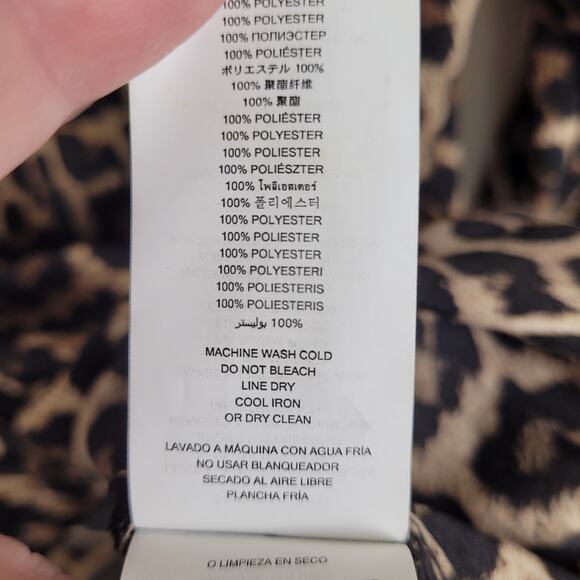 100% POLYESTER
100% POLYESTER
100% ПОЛИЭСТЕР
100% POLIÉSTER
ポリエステル 100%
100% 聚酯纤维
100% 聚酯
100% POLIÉSTER
100% POLYESTER
100% POLIESTER
100% POLIÉSZTER
100% โพลีเอสเตอร์
100% 폴리에스터
100% POLYESTER
100% POLIESTER
100% POLYESTER
100% POLYESTERI
100% POLIESTERIS
100% POLIESTERIS
100% بوليستر
MACHINE WASH COLD
DO NOT BLEACH
LINE DRY
COOL IRON
OR DRY CLEAN
LAVADO A MÁQUINA CON AGUA FRÍA
NO USAR BLANQUEADOR
SECADO AL AIRE LIBRE
PLANCHA FRÍA
O LIMPIEZA EN SECO